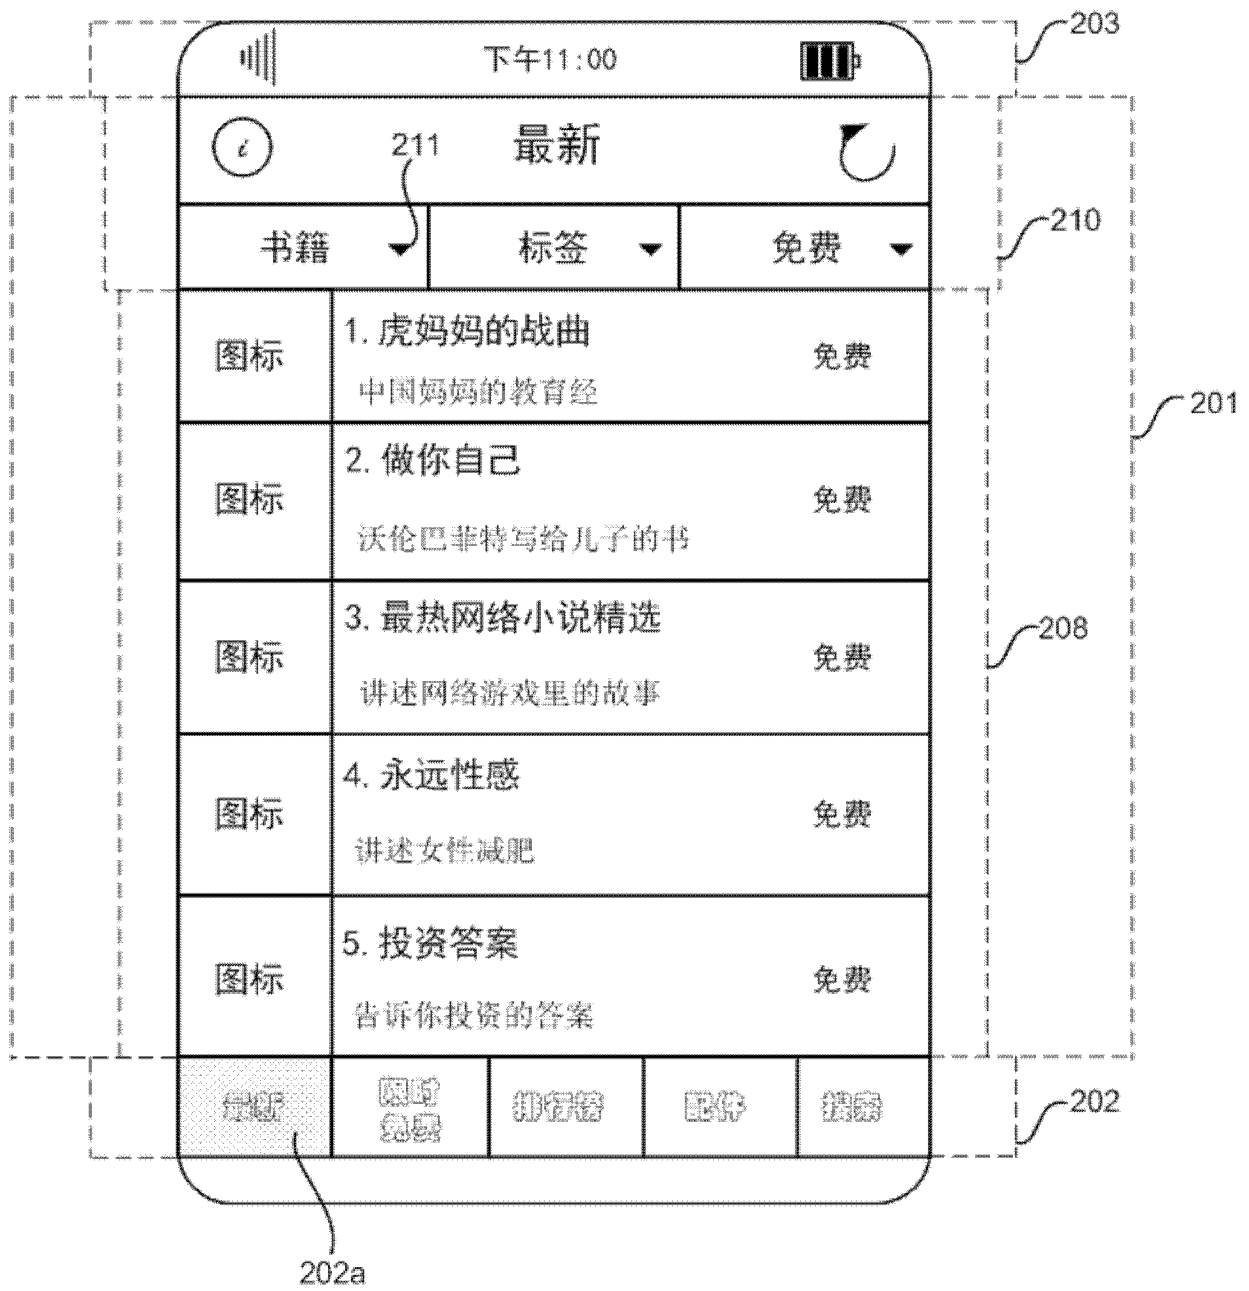 203
下午11:00
i
211
最新
210
书籍
标签
免费
图标
1. 虎妈妈的战曲
中国妈妈的教育经
免费
201
图标
2. 做你自己
沃伦巴菲特写给儿子的书
免费
图标
3. 最热网络小说精选
讲述网络游戏里的故事
免费
208
图标
4. 永远性感
讲述女性减肥
免费
图标
5. 投资答案
告诉你投资的答案
免费
最新
限时
免费
排行榜
配件
搜索
202
202a